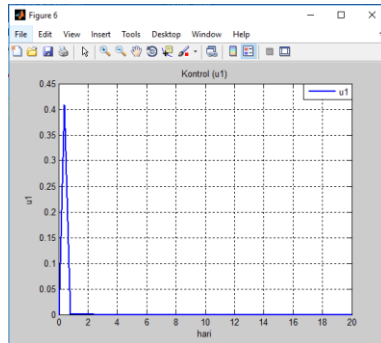 Figure 6
File Edit View Insert Tools Desktop Window Help
Kontrol (u1)
u1
0.45
0.4
0.35
0.3
0.25
0.2
0.15
0.1
0.05
0
u1
0 2 4 6 8 10 12 14 16 18 20
hari